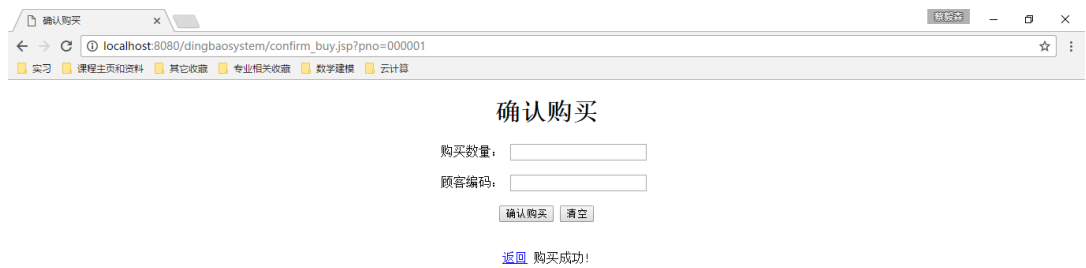 确认购买
localhost:8080/dingbaosystem/confirm_buy.jsp?pno=000001
实习 课程主页和资料 其它收藏 专业相关收藏 数学建模 云计算
确认购买
购买数量:
顾客编码:
确认购买 清空
返回 购买成功!